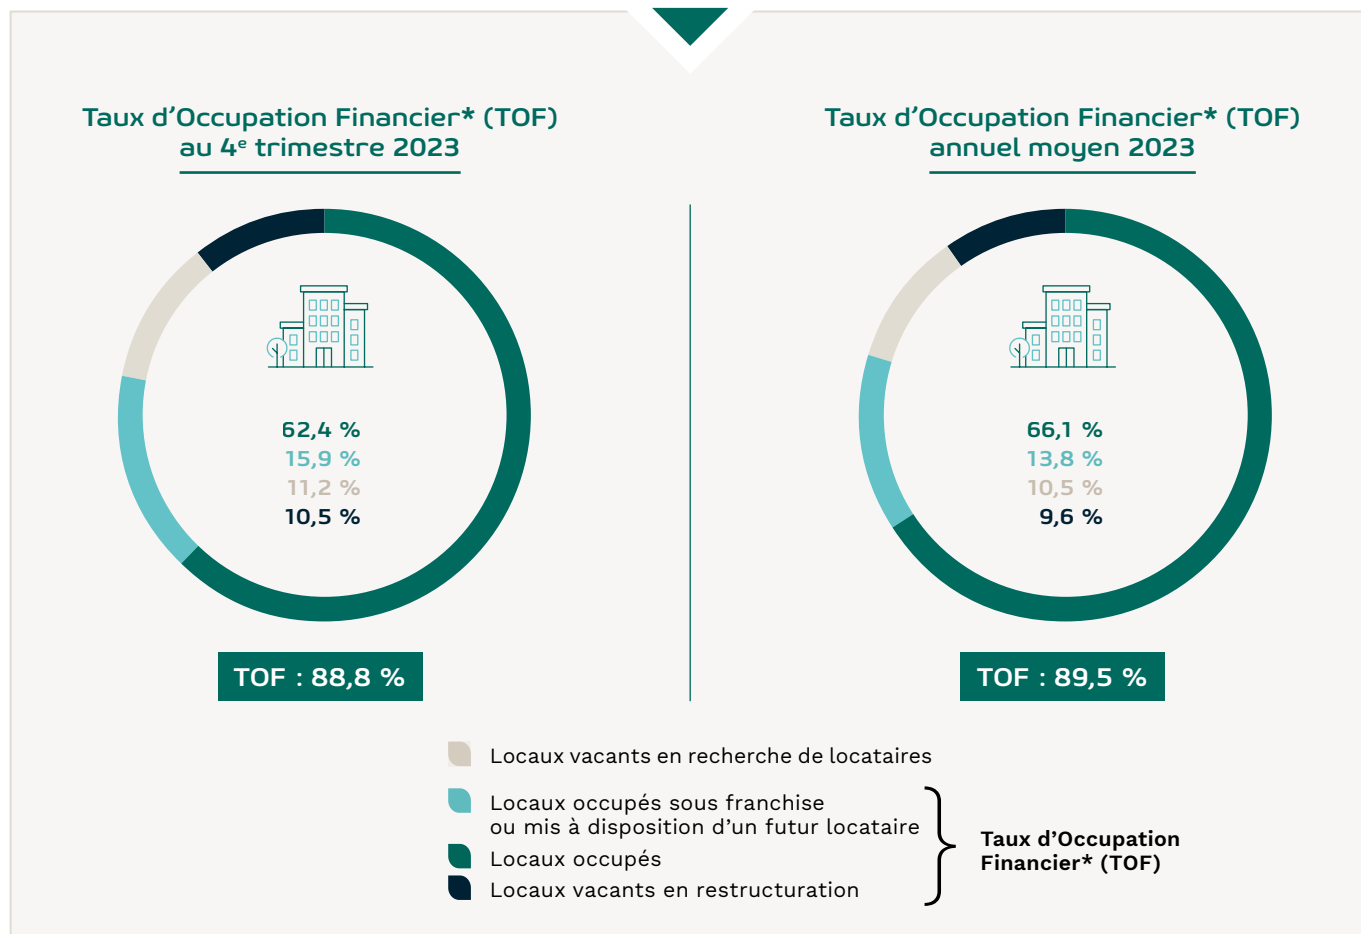 Taux d’Occupation Financier* (TOF)
au 4e trimestre 2023
62,4 %
15,9 %
11,2 %
10,5 %
TOF : 88,8 %
Taux d’Occupation Financier* (TOF)
annuel moyen 2023
66,1 %
13,8 %
10,5 %
9,6 %
TOF : 89,5 %
Locaux vacants en recherche de locataires
Locaux occupés sous franchise
ou mis à disposition d’un futur locataire
Locaux occupés
Locaux vacants en restructuration
Taux d’Occupation
Financier* (TOF)